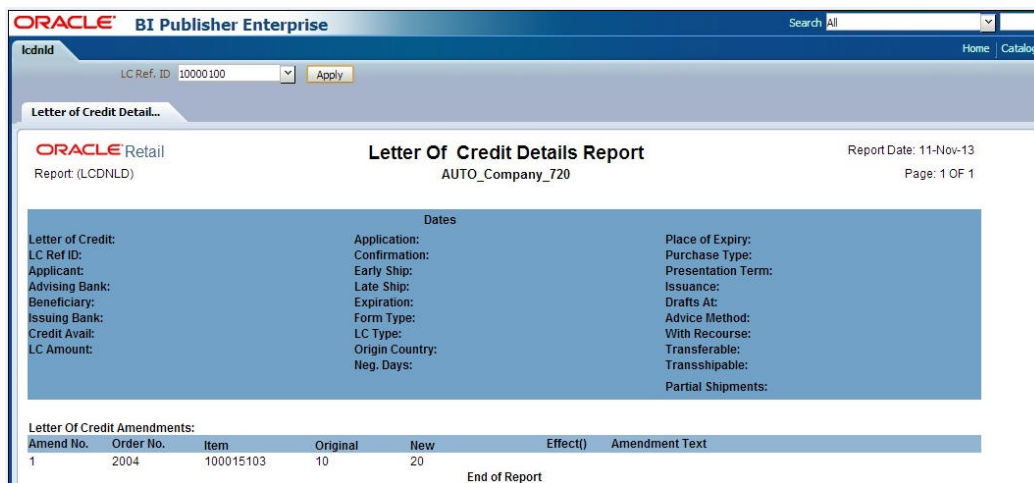 ORACLE BI Publisher Enterprise Search All
lcdnld Home Catalog
LC Ref. ID 10000100 Apply
Letter of Credit Detail...
ORACLE Retail Letter Of Credit Details Report Report Date: 11-Nov-13
Report: (LCDNLD) AUTO_Company_720 Page: 1 OF 1
Dates
Letter of Credit: Application: Place of Expiry:
LC Ref ID: Confirmation: Purchase Type:
Applicant: Early Ship: Presentation Term:
Advising Bank: Late Ship: Issuance:
Beneficiary: Expiration: Drafts At:
Issuing Bank: Form Type: Advice Method:
Credit Avail: LC Type: With Recourse:
LC Amount: Origin Country: Transferable:
Neg. Days: Transshipable:
Partial Shipments:
Letter Of Credit Amendments:
Amend No. Order No. Item Original New Effect() Amendment Text
1 2004 100015103 10 20
End of Report